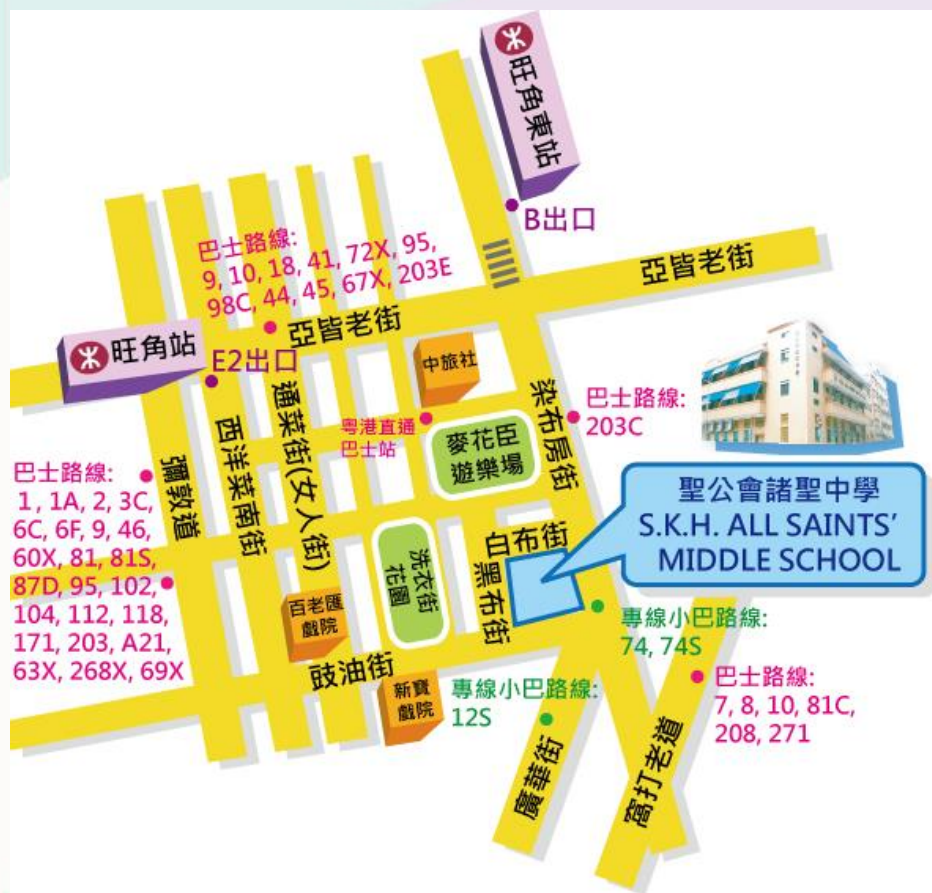 旺角東站
B出口
巴士路線:
9, 10, 18, 41, 72X, 95,
98C, 44, 45, 67X, 203E
亞皆老街
亞皆老街
旺角站
E2出口
中旅社
通菜街(女人街)
西洋菜南街
彌敦道
染布房街
粵港直通
巴士站
麥花臣
遊樂場
巴士路線:
203C
巴士路線:
1, 1A, 2, 3C,
6C, 6F, 9, 46,
60X, 81, 81S,
87D, 95, 102,
104, 112, 118,
171, 203, A21,
63X, 268X, 69X
聖公會諸聖中學
S.K.H. ALL SAINTS'
MIDDLE SCHOOL
白布街
黑布街
洗衣街
花園
百老匯
戲院
豉油街
新寶
戲院
專線小巴路線:
74, 74S
專線小巴路線:
12S
巴士路線:
7, 8, 10, 81C,
208, 271
廣華街
窩打老道